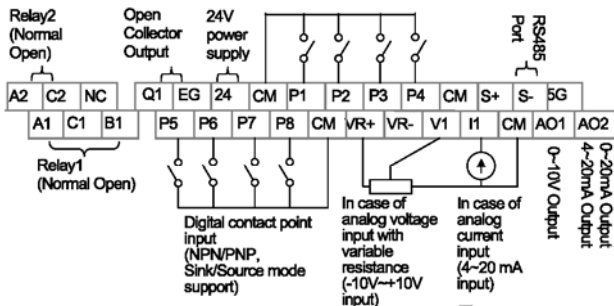 Relay2
(Normal
Open)
Open
Collector
Output
24V
power
supply
RS485
Port
A2 C2 NC Q1 EG 24 CM P1 P2 P3 P4 CM S+ S- 5G
A1 C1 B1 P5 P6 P7 P8 CM VR+ VR- V1 I1 CM AO1 AO2
Relay1
(Normal Open)
Digital contact point
input
(NPN/PNP,
Sink/Source mode
support)
In case of
analog voltage
input with
variable
resistance
(-10V~+10V
input)
In case of
analog
current
input
(4~20 mA
input)
0~10V Output
0~20mA Output
4~20mA Output